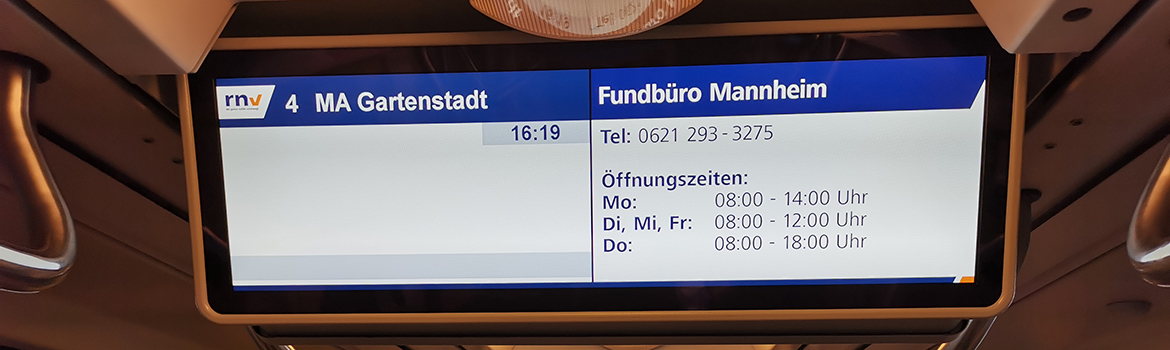 rnv
4 MA Gartenstadt
16:19
Fundbüro Mannheim
Tel: 0621 293-3275
Öffnungszeiten:
Mo: 08:00 - 14:00 Uhr
Di, Mi, Fr: 08:00 - 12:00 Uhr
Do: 08:00 - 18:00 Uhr